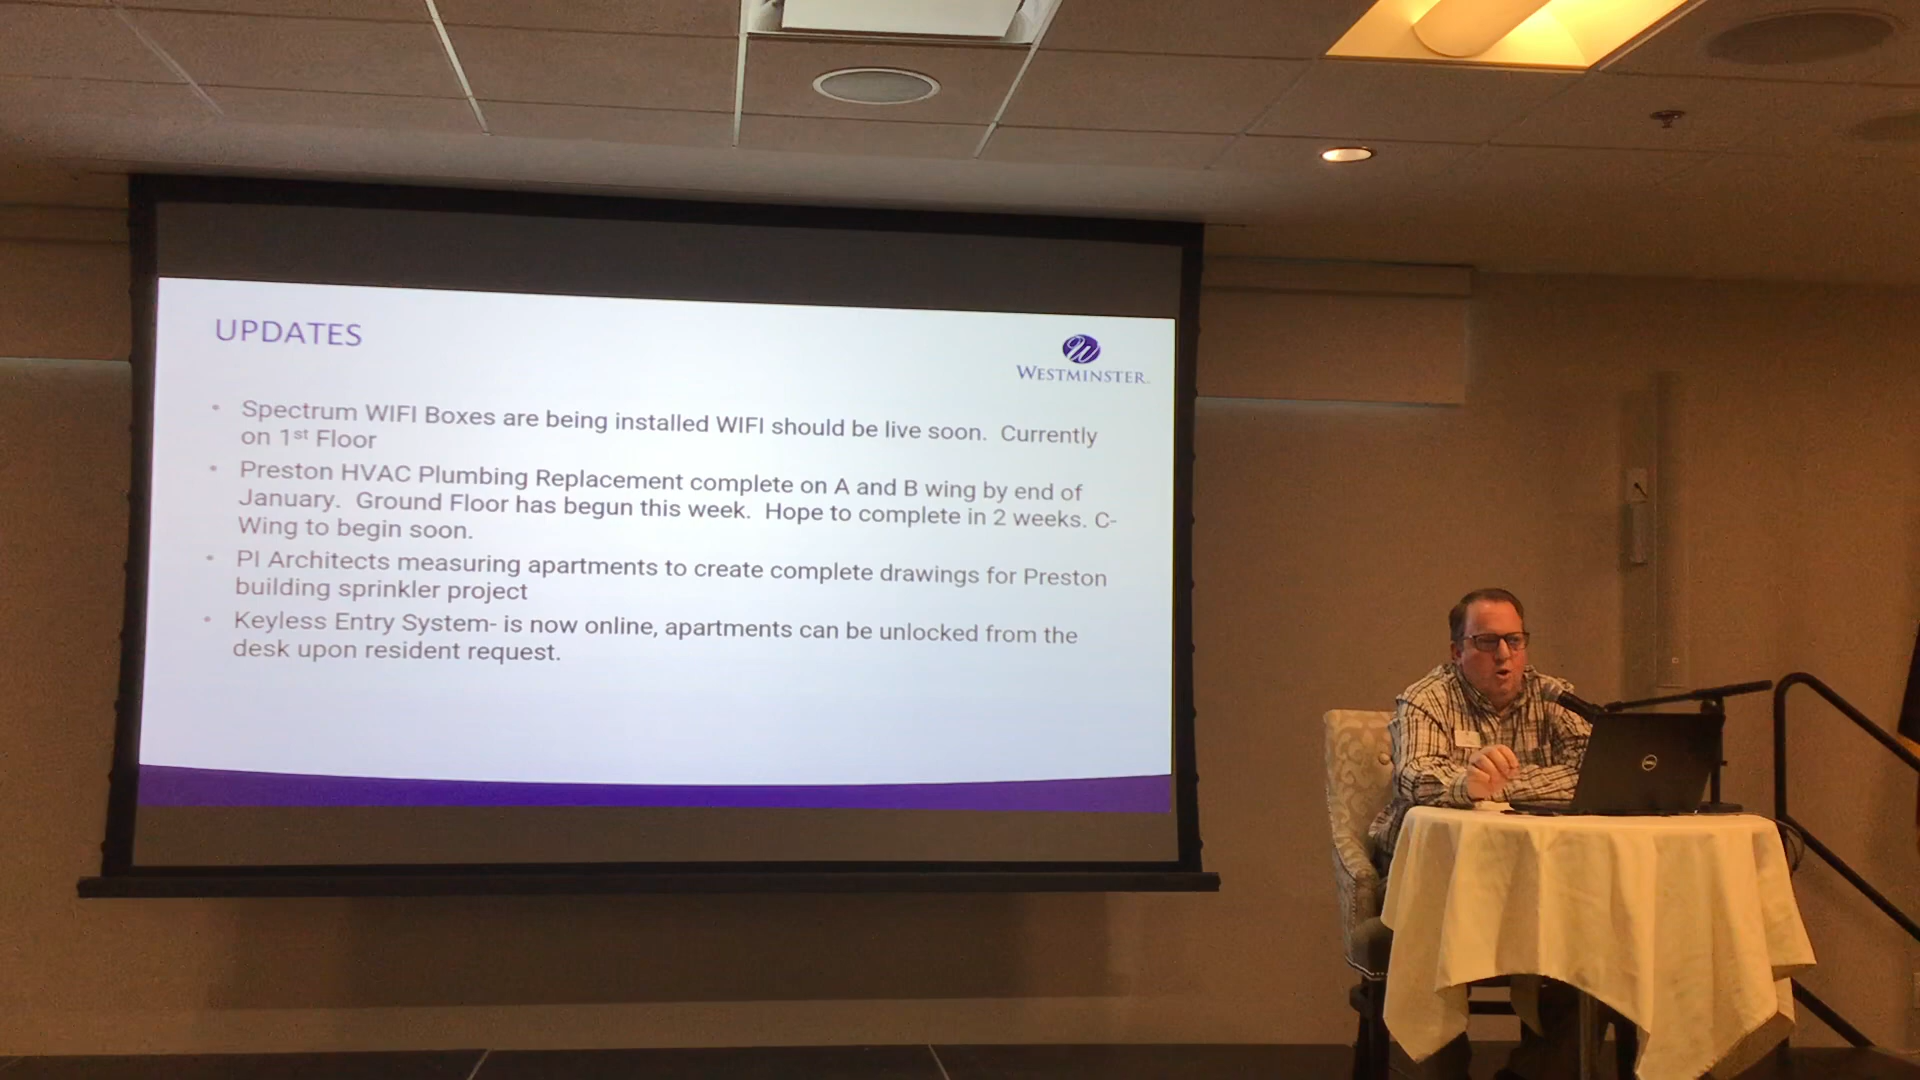 UPDATES
WESTMINSTER
• Spectrum WIFI Boxes are being installed WIFI should be live soon.  Currently
on 1st Floor
• Preston HVAC Plumbing Replacement complete on A and B wing by end of
January.  Ground Floor has begun this week.  Hope to complete in 2 weeks. C-
Wing to begin soon.
• PI Architects measuring apartments to create complete drawings for Preston
building sprinkler project
• Keyless Entry System- is now online, apartments can be unlocked from the
desk upon resident request.
DELL